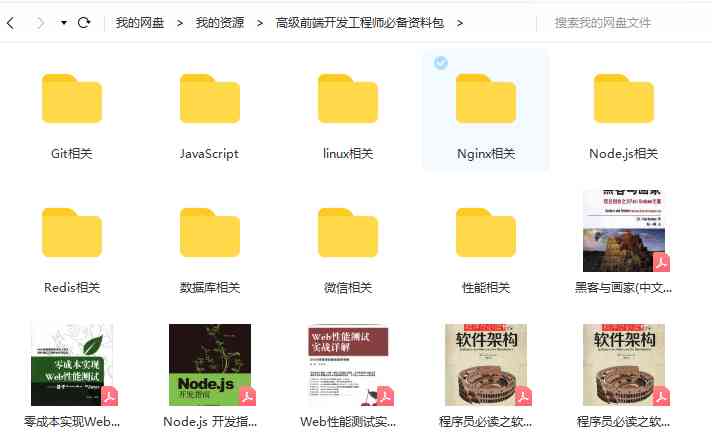 我的网盘 > 我的资源 > 高级前端开发工程师必备资料包 >
搜索我的网盘文件
Git相关
JavaScript
linux相关
Nginx相关
Node.js相关
Redis相关
数据库相关
微信相关
性能相关
黑客与画家
黑客与画家(中文...
零成本实现
Web性能测试
零成本实现Web...
Node.js
开发指南
Node.js 开发指...
Web性能测试
实战详解
Web性能测试实...
软件架构
程序员必读之软...
软件架构
程序员必读之软...